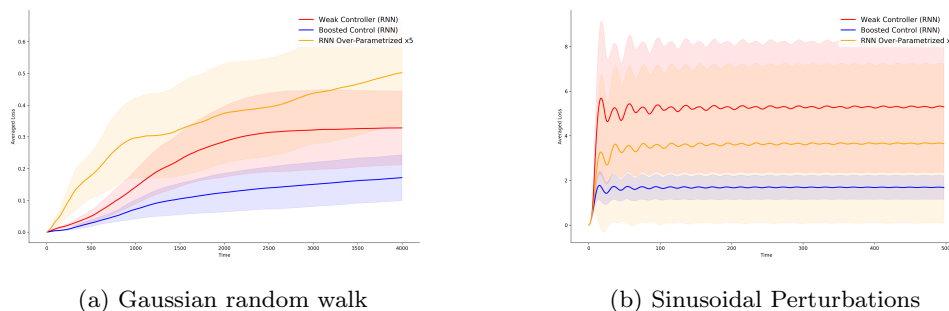 Weak Controller (RNN)
Boosted Control (RNN)
RNN Over-Parametrized x5
Averaged Loss
0.6
0.5
0.4
0.3
0.2
0.1
0.0
0 500 1000 1500 2000 2500 3000 3500 4000
Time
(a) Gaussian random walk
Weak Controller (RNN)
Boosted Control (RNN)
RNN Over-Parametrized x
Averaged Loss
8
6
4
2
0
0 100 200 300 400 500
Time
(b) Sinusoidal Perturbations